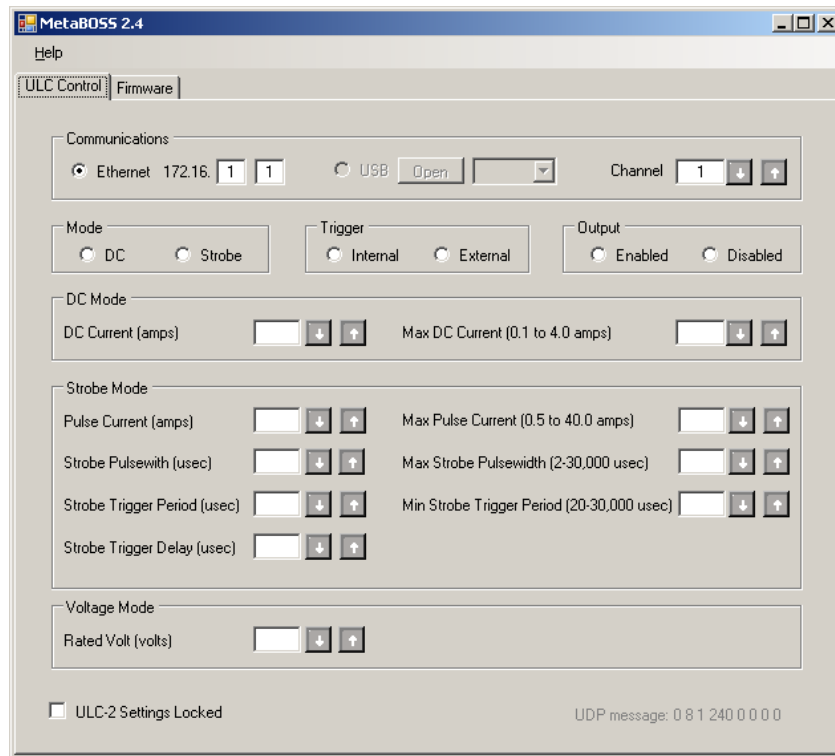 MetaBOSS 2.4
Help
ULC Control Firmware
Communications
Ethernet 172.16. 1 1 USB Open Channel 1
Mode Trigger Output
DC Strobe Internal External Enabled Disabled
DC Mode
DC Current (amps) Max DC Current (0.1 to 4.0 amps)
Strobe Mode
Pulse Current (amps) Max Pulse Current (0.5 to 40.0 amps)
Strobe Pulsewith (usec) Max Strobe Pulsewidth (2-30,000 usec)
Strobe Trigger Period (usec) Min Strobe Trigger Period (20-30,000 usec)
Strobe Trigger Delay (usec)
Voltage Mode
Rated Volt (volts)
ULC-2 Settings Locked UDP message: 0 8 1 240 0 0 0 0